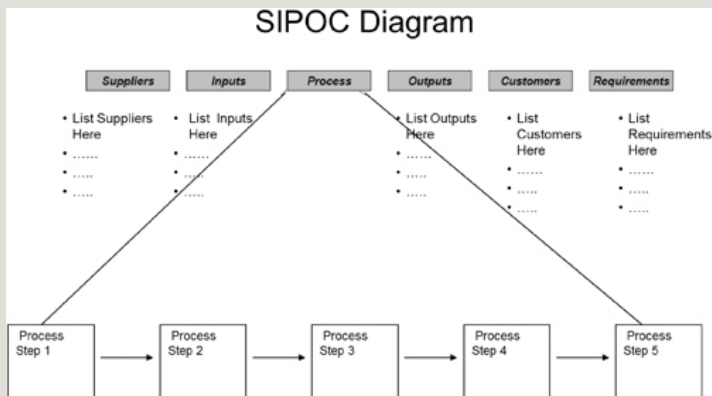 SIPOC Diagram
Suppliers
Inputs
Process
Outputs
Customers
Requirements
• List Suppliers
Here
• ......
• .....
• .....
• List Inputs
Here
• ......
• .....
• .....
• List Outputs
Here
• ......
• .....
• .....
• List
Customers
Here
• ......
• .....
• .....
• List
Requirements
Here
• ......
• .....
• .....
Process
Step 1
Process
Step 2
Process
Step 3
Process
Step 4
Process
Step 5